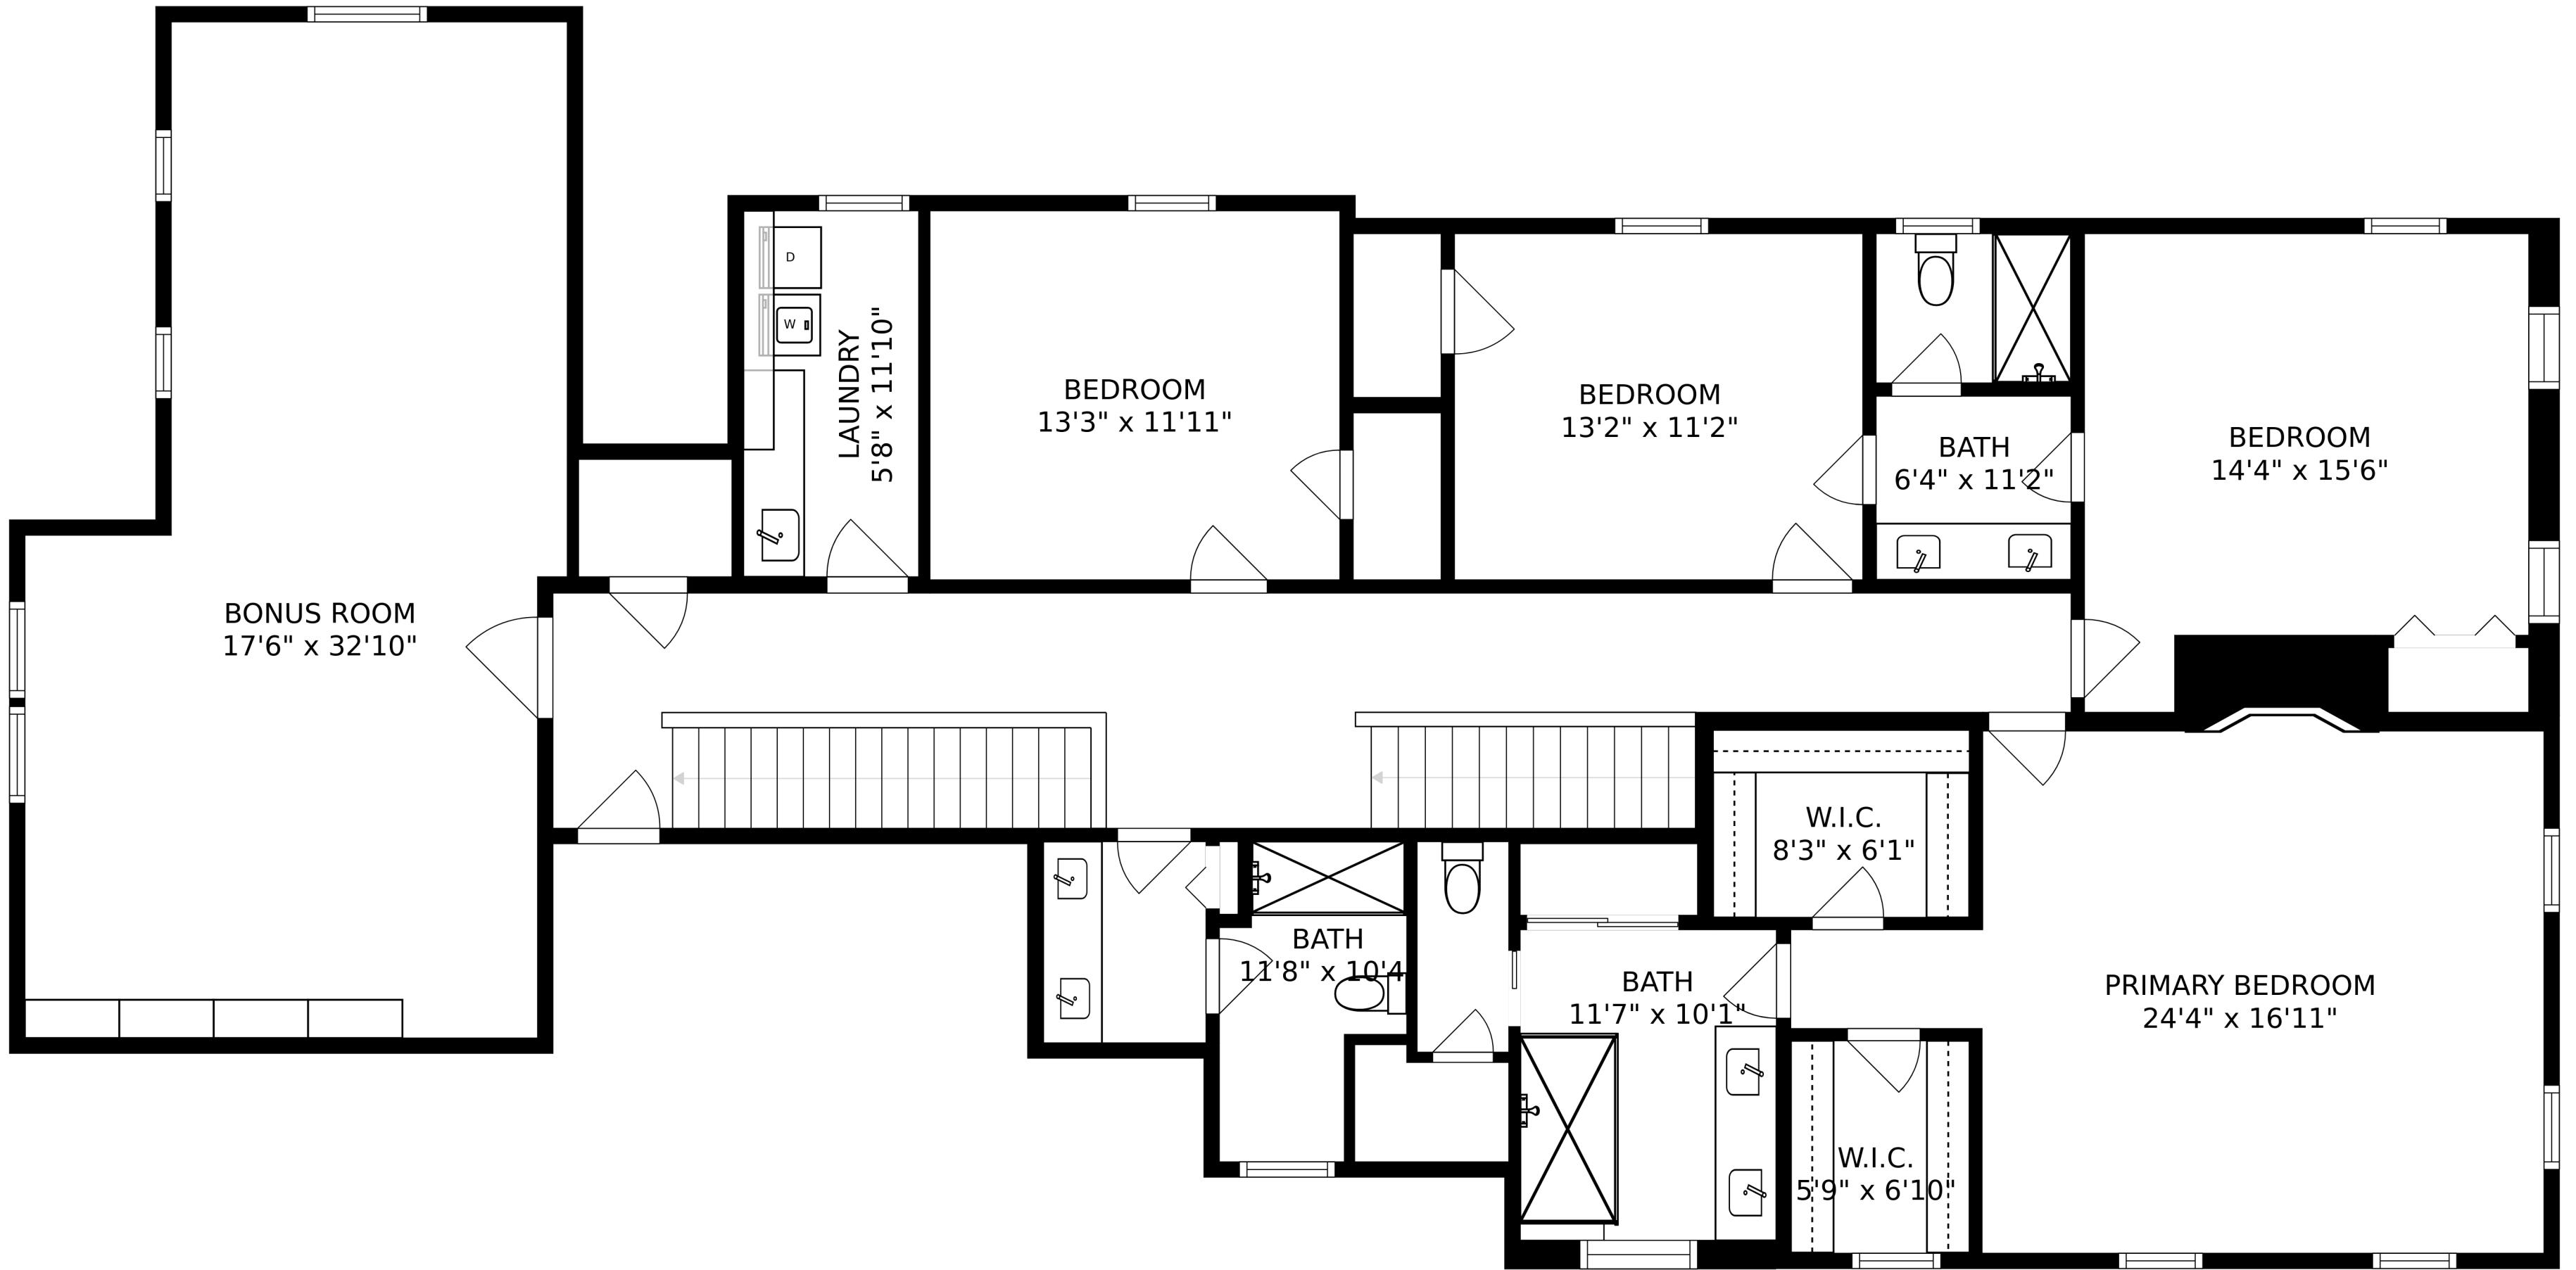 D
W
LAUNDRY
5'8" x 11'10"
BEDROOM
13'3" x 11'11"
BEDROOM
13'2" x 11'2"
BATH
6'4" x 11'2"
BEDROOM
14'4" x 15'6"
BONUS ROOM
17'6" x 32'10"
W.I.C.
8'3" x 6'1"
BATH
11'8" x 10'4
BATH
11'7" x 10'1"
PRIMARY BEDROOM
24'4" x 16'11"
W.I.C.
5'9" x 6'10"